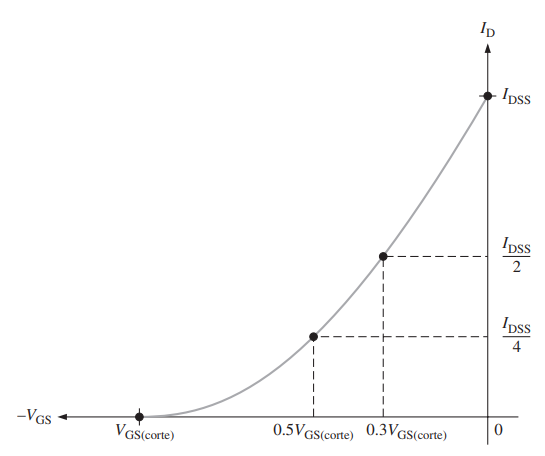 I_D
I_DSS
I_DSS
2
I_DSS
4
−V_GS
V_GS(corte)
0.5V_GS(corte)
0.3V_GS(corte)
0